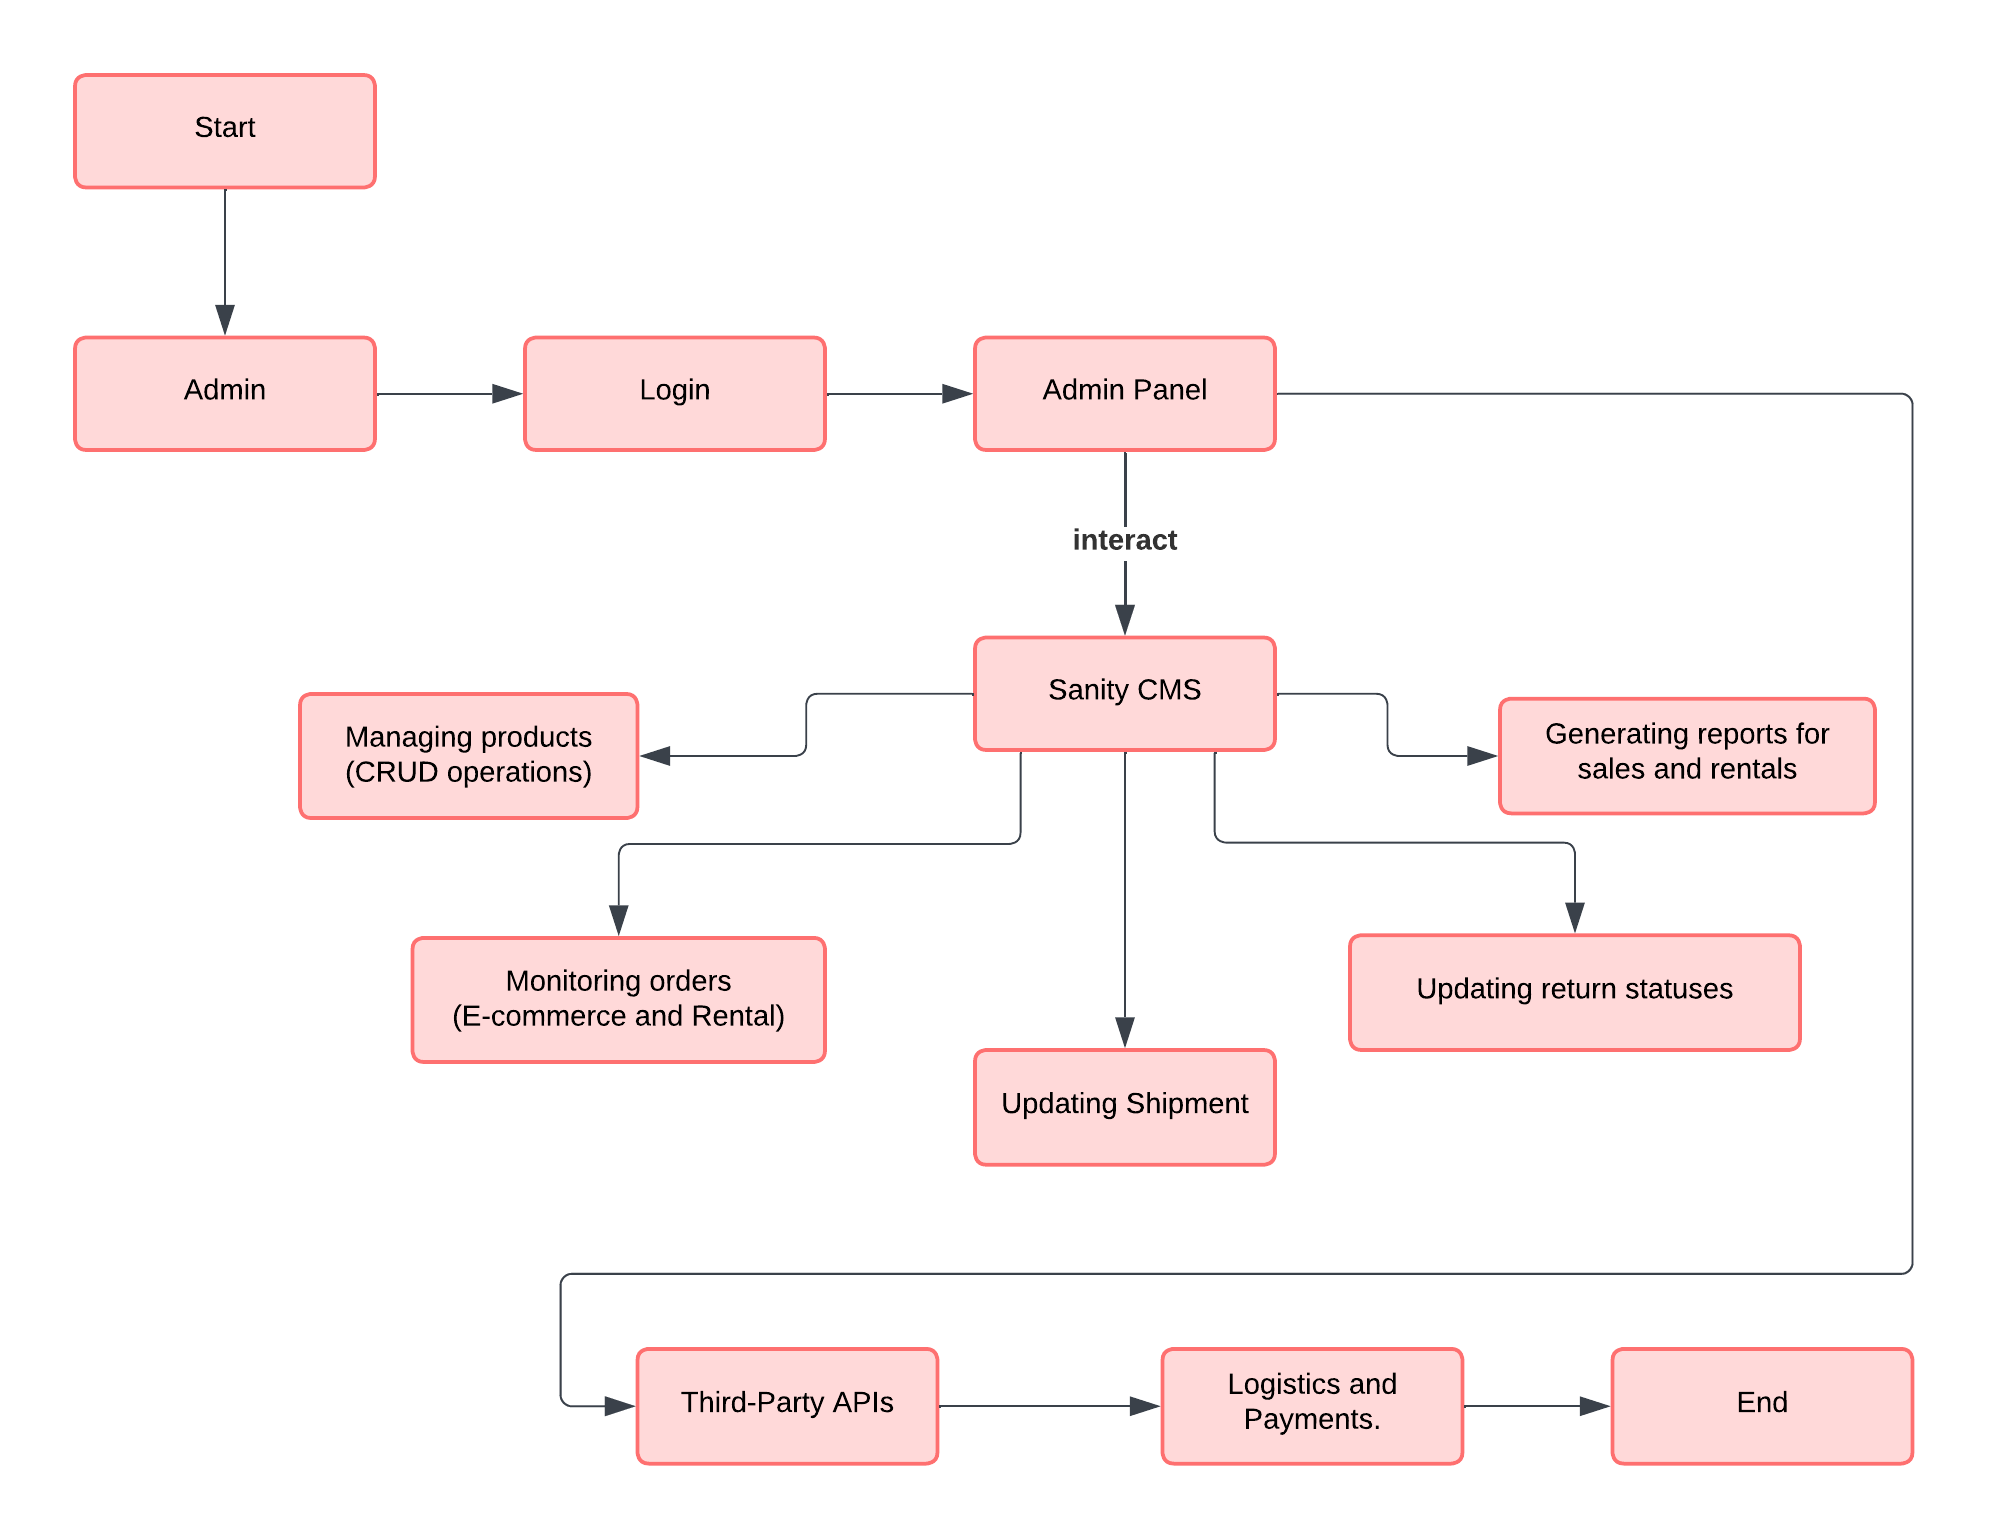 Start
Admin
Login
Admin Panel
interact
Sanity CMS
Managing products
(CRUD operations)
Generating reports for
sales and rentals
Monitoring orders
(E-commerce and Rental)
Updating return statuses
Updating Shipment
Third-Party APIs
Logistics and
Payments.
End